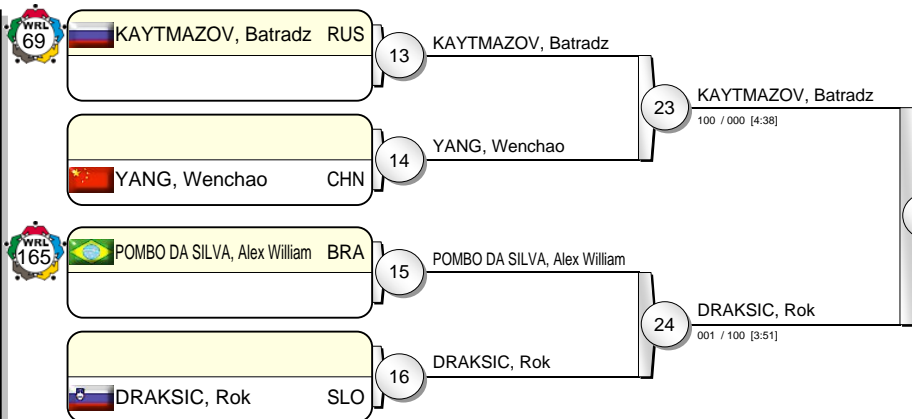 WRL
69
KAYTMAZOV, Batradz RUS
13
KAYTMAZOV, Batradz
23
KAYTMAZOV, Batradz
100 / 000 [4:38]
YANG, Wenchao CHN
14
YANG, Wenchao
WRL
165
POMBO DA SILVA, Alex William BRA
15
POMBO DA SILVA, Alex William
24
DRAKSIC, Rok
001 / 100 [3:51]
DRAKSIC, Rok SLO
16
DRAKSIC, Rok